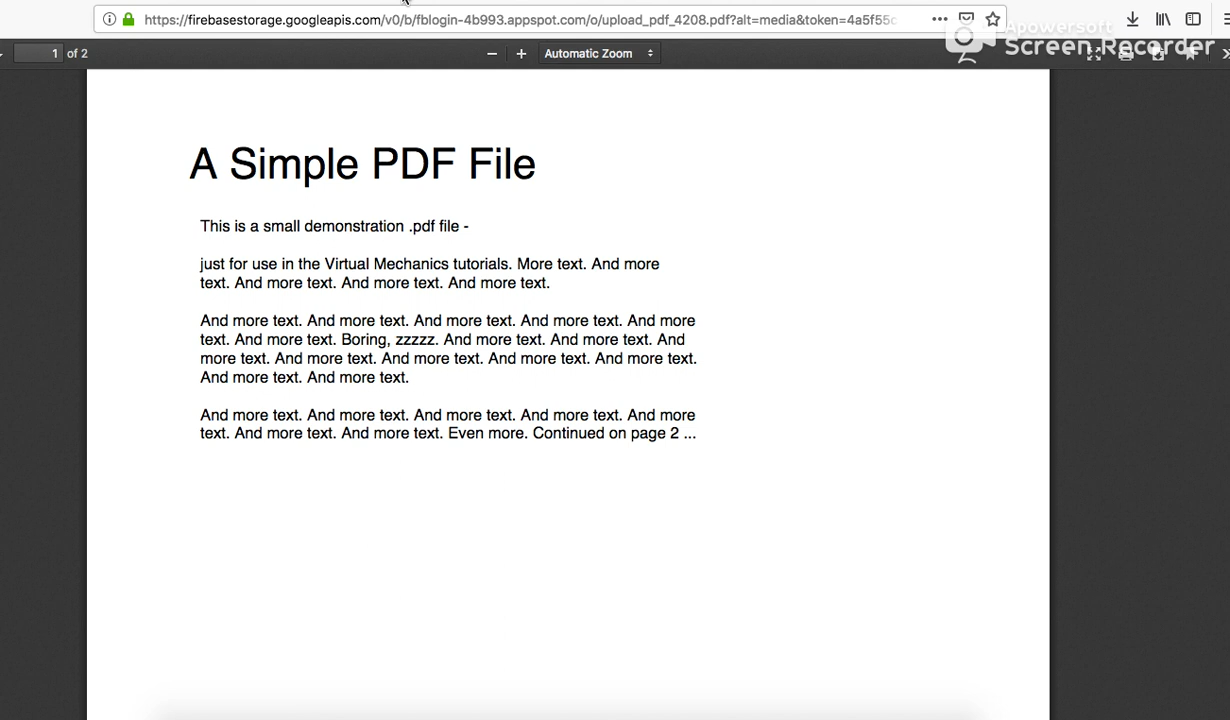 https://firebasestorage.googleapis.com/v0/b/fblogin-4b993.appspot.com/o/upload_pdf_4208.pdf?alt=media&token=4a5f55c
Apowersoft
Screen Recorder
1 of 2
Automatic Zoom
A Simple PDF File
This is a small demonstration .pdf file -
just for use in the Virtual Mechanics tutorials. More text. And more
text. And more text. And more text. And more text.
And more text. And more text. And more text. And more text. And more
text. And more text. Boring, zzzzz. And more text. And more text. And
more text. And more text. And more text. And more text. And more text.
And more text. And more text.
And more text. And more text. And more text. And more text. And more
text. And more text. And more text. Even more. Continued on page 2 ...